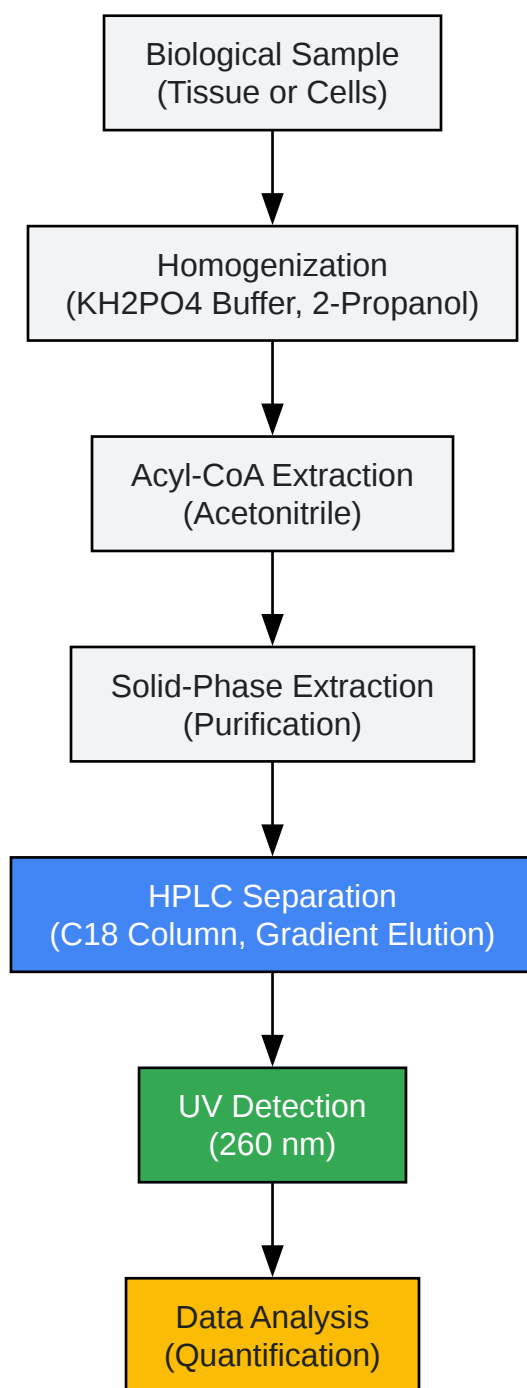 Biological Sample
(Tissue or Cells)
Homogenization
(KH2PO4 Buffer, 2-Propanol)
Acyl-CoA Extraction
(Acetonitrile)
Solid-Phase Extraction
(Purification)
HPLC Separation
(C18 Column, Gradient Elution)
UV Detection
(260 nm)
Data Analysis
(Quantification)